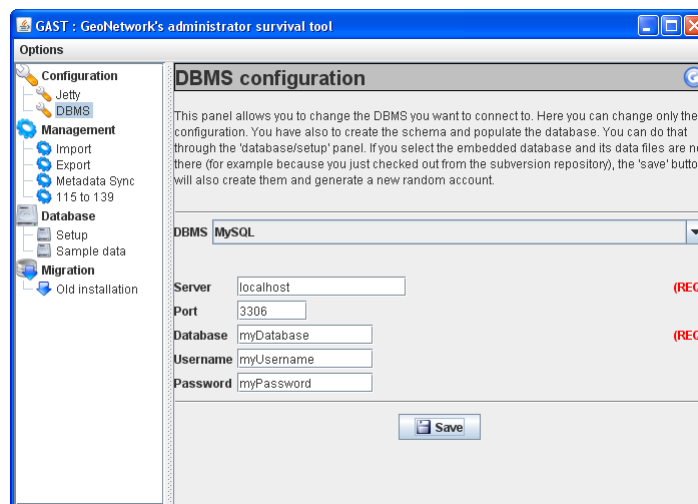 GAST : GeoNetwork's administrator survival tool
Options
Configuration
Jetty
DBMS
Management
Import
Export
Metadata Sync
115 to 139
Database
Setup
Sample data
Migration
Old installation
DBMS configuration
This panel allows you to change the DBMS you want to connect to. Here you can change only the
configuration. You have also to create the schema and populate the database. You can do that
through the 'database/setup' panel. If you select the embedded database and its data files are no
there (for example because you just checked out from the subversion repository), the 'save' butto
will also create them and generate a new random account.
DBMS MySQL
Server localhost (REQ
Port 3306
Database myDatabase (REQ
Username myUsername
Password myPassword
Save